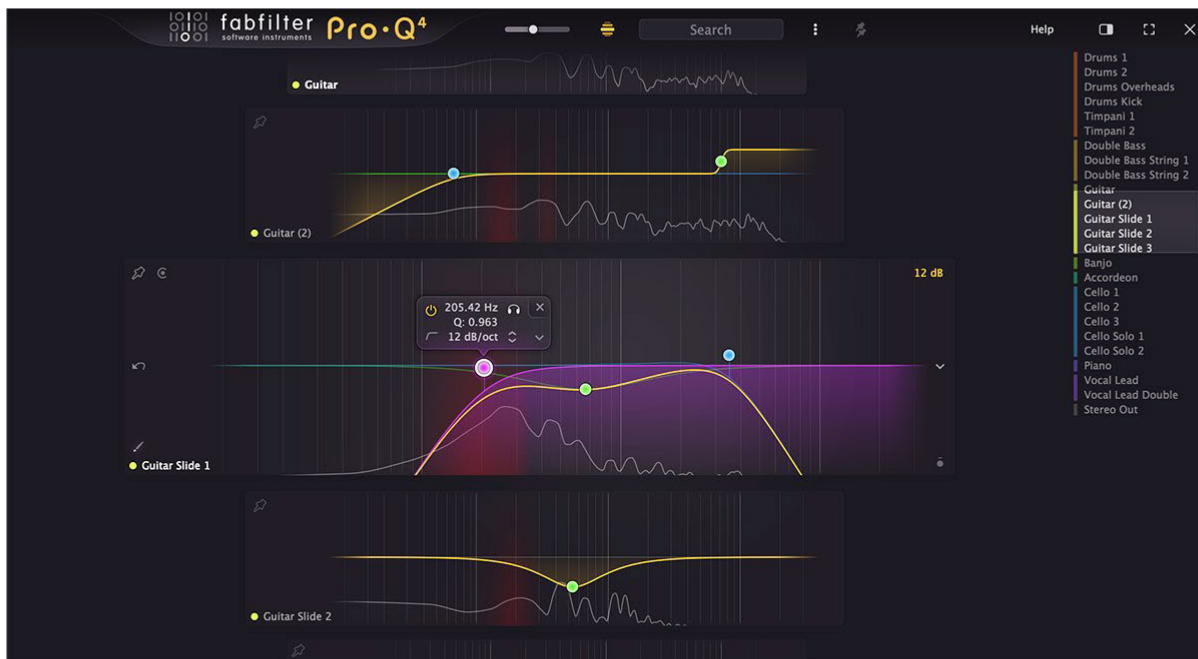 fabfilter
software instruments
Pro·Q4
Search
Help
Guitar
Guitar (2)
12 dB
205.42 Hz
Q: 0.963
12 dB/oct
Guitar Slide 1
Guitar Slide 2
Drums 1
Drums 2
Drums Overheads
Drums Kick
Timpani 1
Timpani 2
Double Bass
Double Bass String 1
Double Bass String 2
Guitar
Guitar (2)
Guitar Slide 1
Guitar Slide 2
Guitar Slide 3
Banjo
Accordeon
Cello 1
Cello 2
Cello 3
Cello Solo 1
Cello Solo 2
Piano
Vocal Lead
Vocal Lead Double
Stereo Out